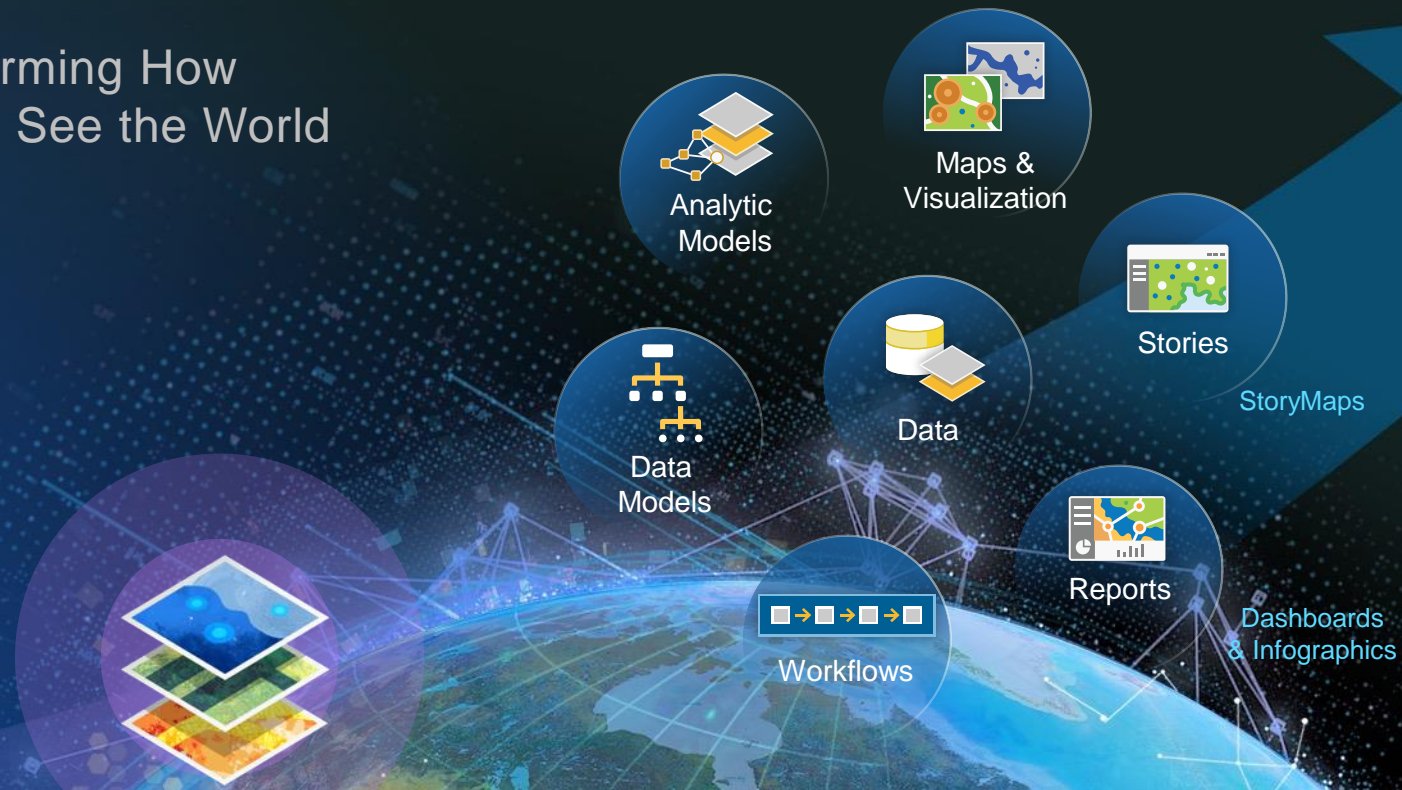 rming How
See the World
Maps &
Visualization
Analytic
Models
Stories
StoryMaps
Data
Data
Models
Reports
Dashboards
& Infographics
Workflows